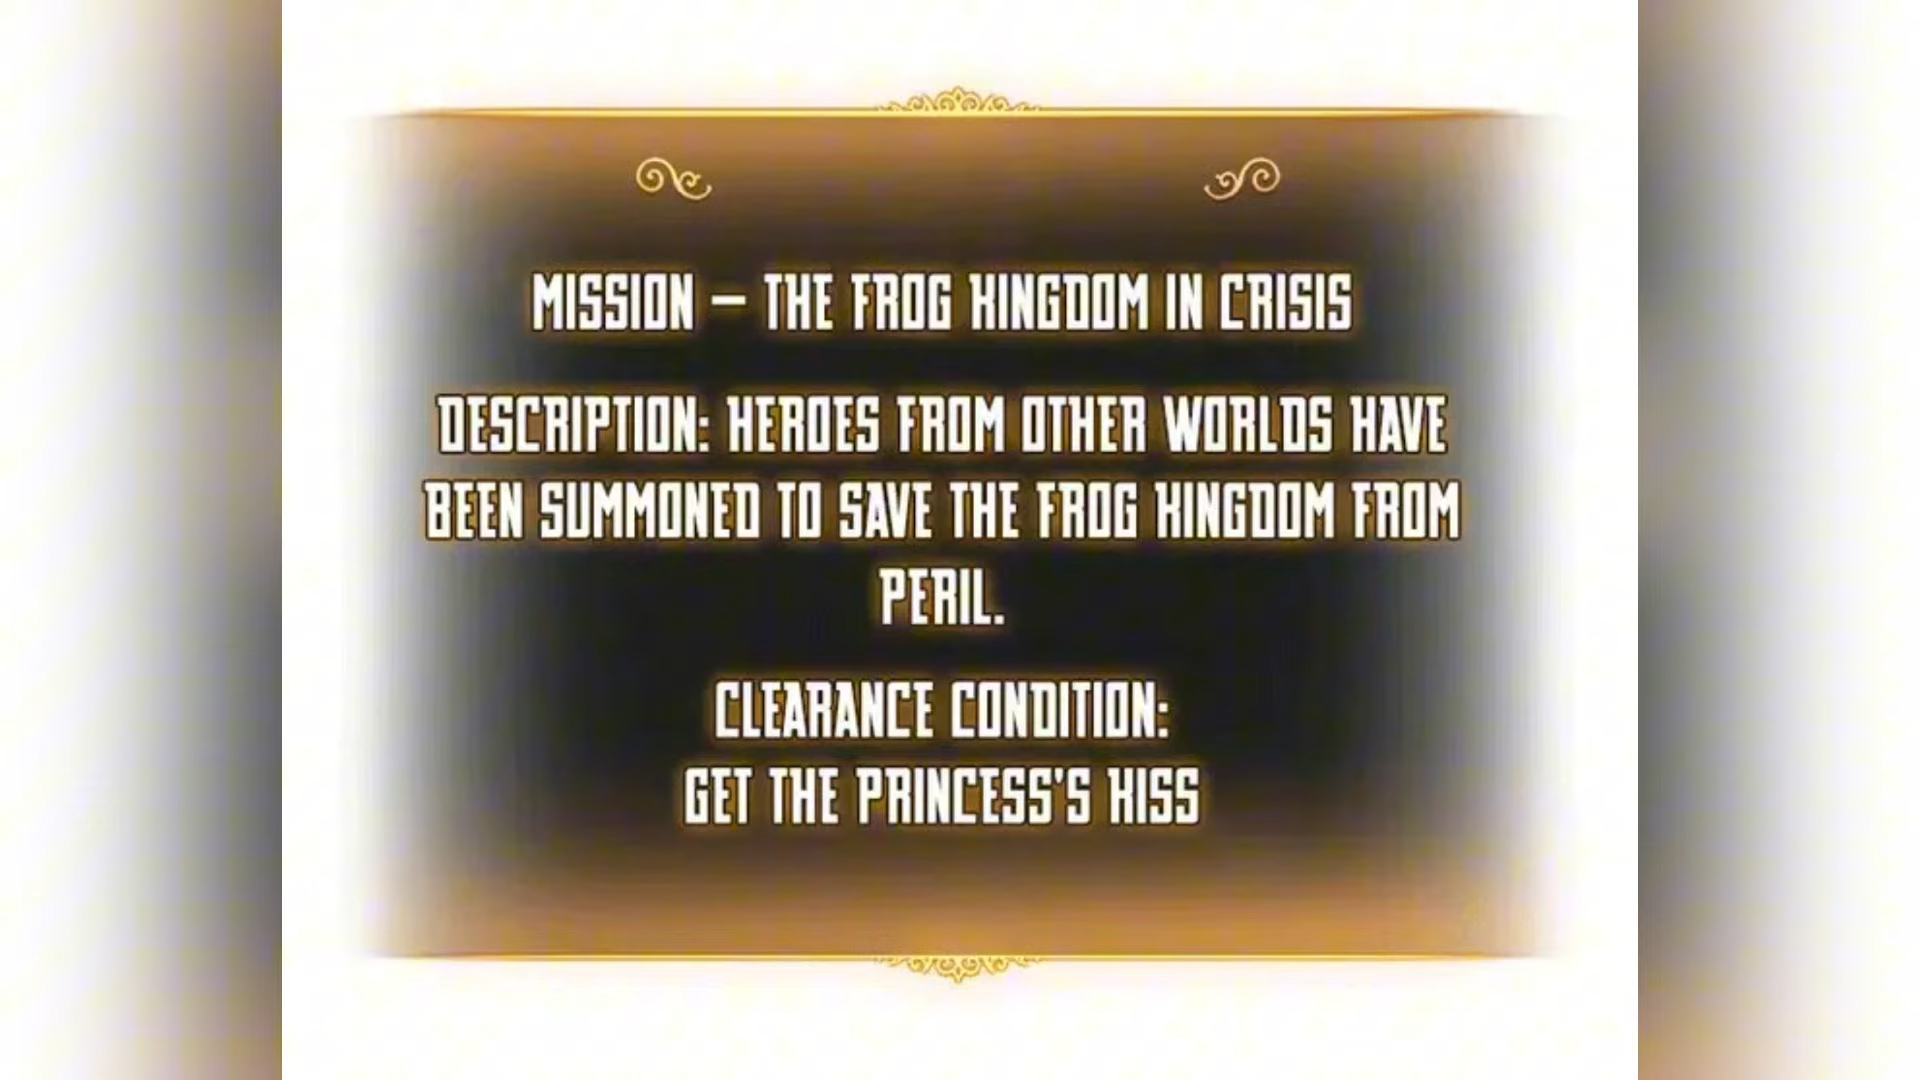 MISSION – THE FROG KINGDOM IN CRISIS
DESCRIPTION: HEROES FROM OTHER WORLDS HAVE
BEEN SUMMONED TO SAVE THE FROG KINGDOM FROM
PERIL.
CLEARANCE CONDITION:
GET THE PRINCESS'S KISS